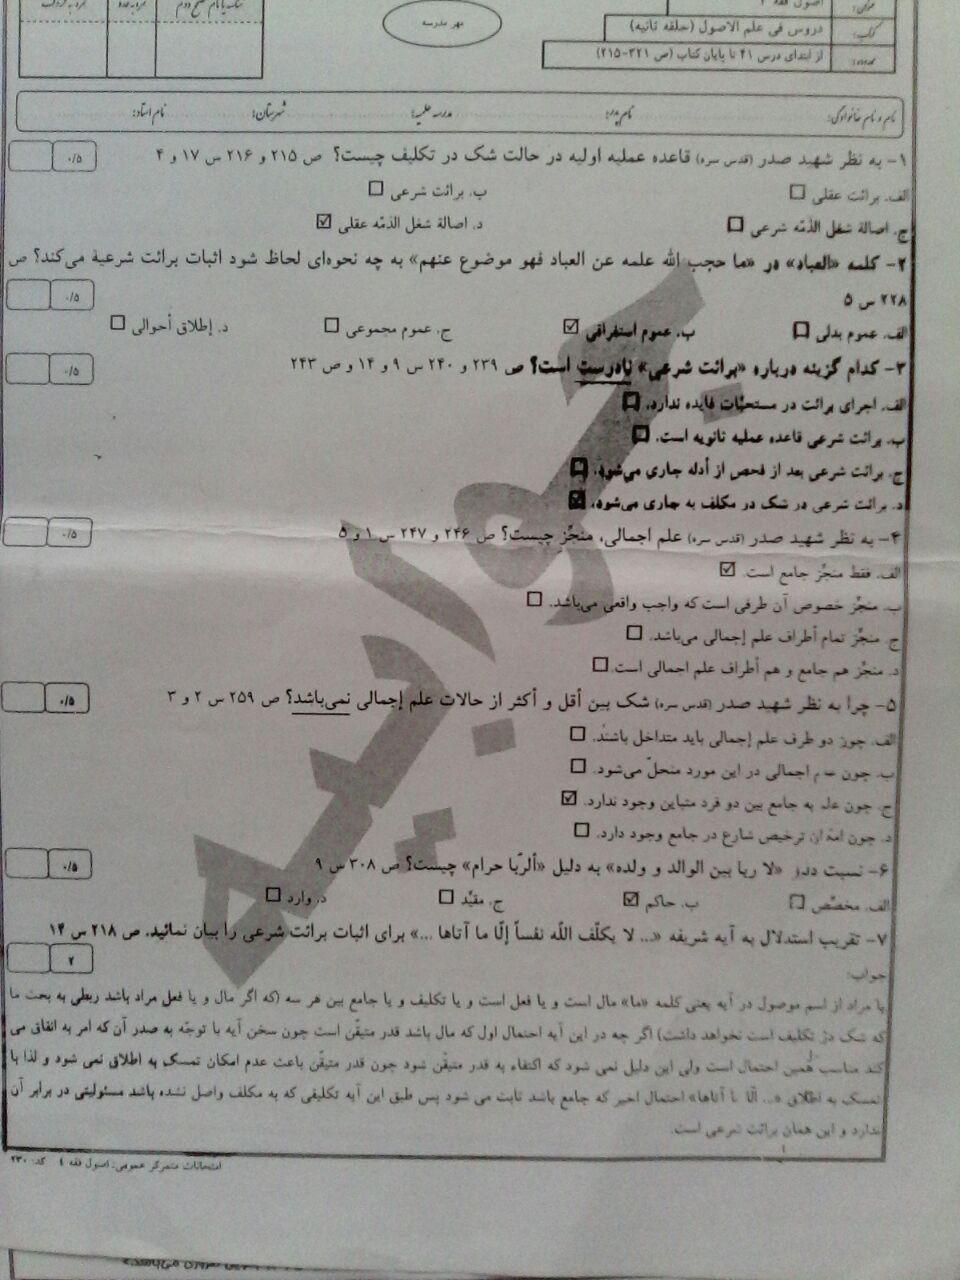 اصول فقه
کتاب: دروس فی علم الاصول (حلقه ثانیه)
محدوده: از ابتدای درس ۴۱ تا پایان کتاب (ص ۳۲۱-۲۱۵)
مهر مدرسه
نام و نام خانوادگی: نام پدر: مدرسه علمیه: شهرستان: نام استاد:
۱- به نظر شهید صدر (قدس سره) قاعده عملیه اولیه در حالت شک در تکلیف چیست؟ ص ۲۱۵ و ۲۱۶ س ۱۷ و ۴
۰/۵
الف. برائت عقلی ب. برائت شرعی
ج. اصالة شغل الذمّه شرعی د. اصالة شغل الذمّه عقلی
۲- کلمه «العباد» در «ما حجب الله علمه عن العباد فهو موضوع عنهم» به چه نحوه‌ای لحاظ شود اثبات برائت شرعیة می‌کند؟ ص
۲۲۸ س ۵
۰/۵
الف. عموم بدلی ب. عموم استغراقی ج. عموم مجموعی د. إطلاق أحوالی
۳- کدام گزینه درباره «برائت شرعی» نادرست است؟ ص ۲۳۹ و ۲۴۰ س ۹ و ۱۴ و ص ۲۴۳
۰/۵
الف. اجرای برائت در مستحبّات فایده ندارد.
ب. برائت شرعی قاعده عملیه ثانویه است.
ج. برائت شرعی بعد از فحص از أدله جاری می‌شود.
د. برائت شرعی در شک در مکلف به جاری می‌شود.
۴- به نظر شهید صدر (قدس سره) علم اجمالی، منجِّز چیست؟ ص ۲۴۶ و ۲۴۷ س ۱ و ۵
۰/۵
الف. فقط منجِّز جامع است.
ب. منجِّز خصوص آن طرفی است که واجب واقعی می‌باشد.
ج. منجِّز تمام أطراف علم إجمالی می‌باشد.
د. منجِّز هم جامع و هم أطراف علم اجمالی است.
۵- چرا به نظر شهید صدر (قدس سره) شک بین أقل و أکثر از حالات علم إجمالی نمی‌باشد؟ ص ۲۵۹ س ۲ و ۳
۰/۵
الف. چون دو طرف علم إجمالی باید متداخل باشند.
ب. چون علم اجمالی در این مورد منحلّ می‌شود.
ج. چون علم به جامع بین دو فرد متباین وجود ندارد.
د. چون امکان ترخیص شارع در جامع وجود دارد.
۶- نسبت دلیل «لا ربا بین الوالد و ولده» به دلیل «ألرّبا حرام» چیست؟ ص ۳۰۸ س ۹
۰/۵
الف. مخصِّص ب. حاکم ج. مقیِّد د. وارد
۷- تقریب استدلال به آیه شریفه «... لا یکلّف اللّه نفساً إلّا ما آتاها ...» برای اثبات برائت شرعی را بیان نمائید. ص ۲۱۸ س ۱۴
۲
جواب:
یا مراد از اسم موصول در آیه یعنی کلمه «ما» مال است و یا فعل است و یا تکلیف و یا جامع بین هر سه (که اگر مال و یا فعل مراد باشد ربطی به بحث ما
که شک در تکلیف است نخواهد داشت) اگر چه در این آیه احتمال اول که مال باشد قدر متیقّن است چون سخن آیه با توجّه به صدر آن که امر به انفاق می
کند مناسب همین احتمال است ولی این دلیل نمی شود که اکتفاء به قدر متیقّن شود چون قدر متیقّن باعث عدم امکان تمسک به اطلاق نمی شود و لذا با
تمسک به إطلاق «... الّا ما آتاها» احتمال اخیر که جامع باشد ثابت می شود پس طبق این آیه تکلیفی که به مکلف واصل نشده باشد مسئولیتی در برابر آن
ندارد و این همان برائت شرعی است.
امتحانات متمرکز عمومی: اصول فقه ٤ کد: ۲۳۰
جوابیه